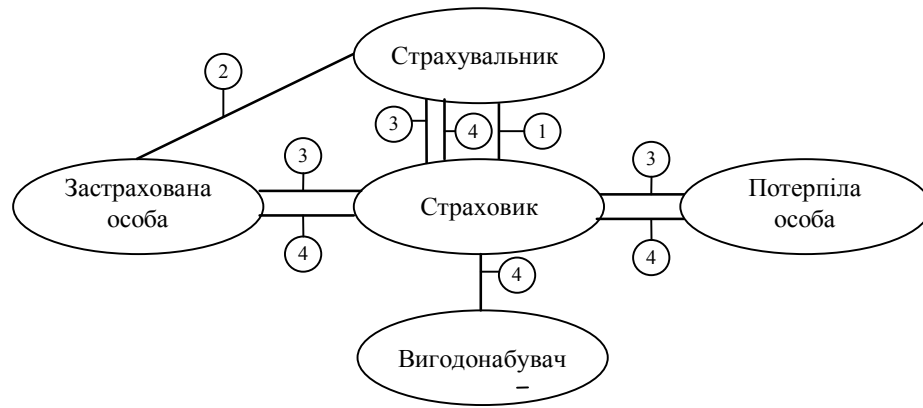 Страхувальник
2
3
4
1
3
3
Застрахована
особа
Страховик
Потерпіла
особа
4
4
4
Вигодонабувач